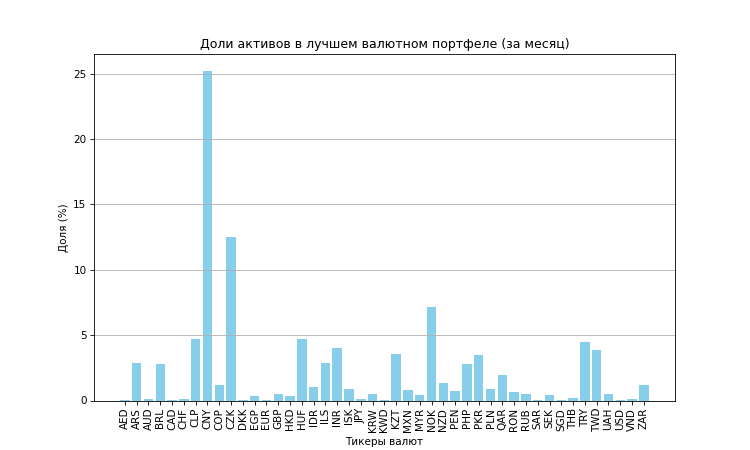 Доли активов в лучшем валютном портфеле (за месяц)
25
20
15
10
5
0
Доля (%)
AED ARS AUD BRL CAD CHF CLP CNY COP CZK DKK EGP EUR GBP HKD HUF IDR ILS INR ISK JPY KRW KWD KZT MXN MYR NOK NZD PEN PHP PKR PLN QAR RON RUB SAR SEK SGD THB TRY TWD UAH USD VND ZAR
Тикеры валют